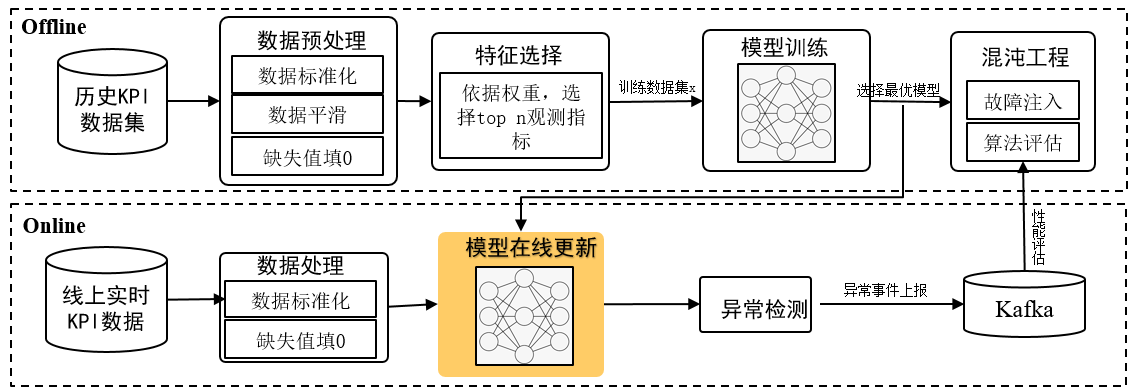 Offline
历史KPI
数据集
数据预处理
数据标准化
数据平滑
缺失值填0
特征选择
依据权重，选
择top n观测指
标
训练数据集x
模型训练
选择最优模型
混沌工程
故障注入
算法评估
Online
线上实时
KPI数据
数据处理
数据标准化
缺失值填0
模型在线更新
异常检测
异常事件上报
Kafka
性能评估